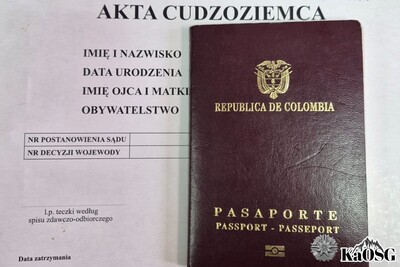 AKTA CUDZOZIEMCA
IMIĘ I NAZWISKO
DATA URODZENIA
IMIĘ OJCA I MATKI
OBYWATELSTWO
NR POSTANOWIENIA SĄDU
NR DECYZJI WOJEWODY
l.p. teczki według
spisu zdawczo-odbiorczego
Data zatrzymania
REPUBLICA DE COLOMBIA
PASAPORTE
PASSPORT - PASSEPORT
KaOSG